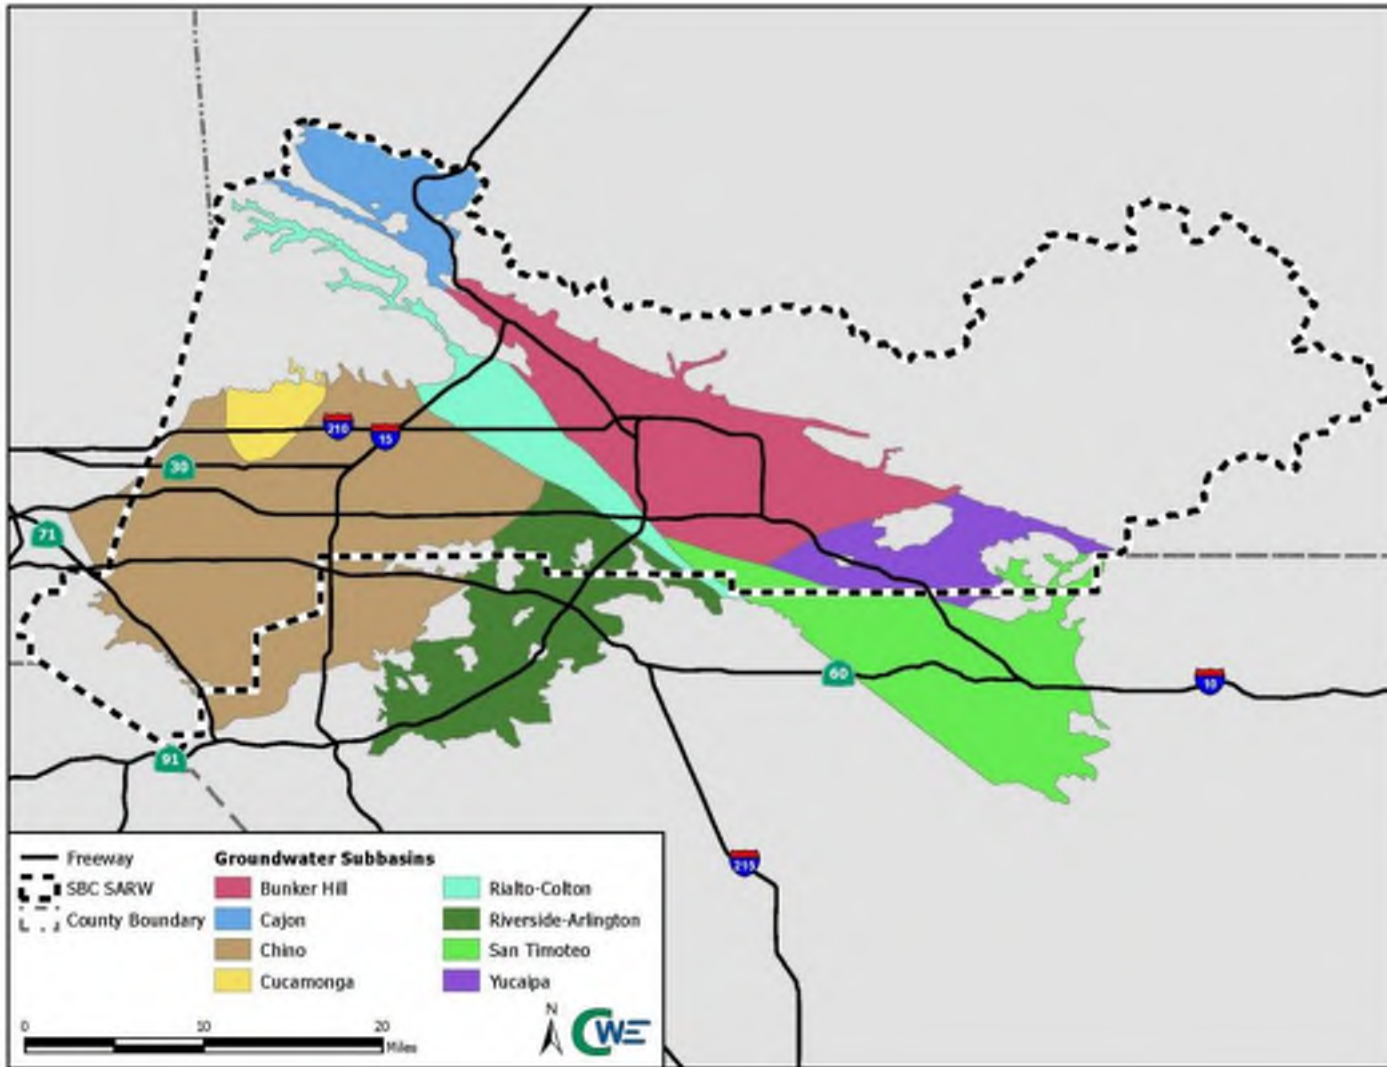 210
15
30
71
60
10
91
215
Freeway
SBC SARW
County Boundary
Groundwater Subbasins
Bunker Hill
Cajon
Chino
Cucamonga
Rialto-Colton
Riverside-Arlington
San Timoteo
Yucaipa
0 10 20
Miles
N
CWE